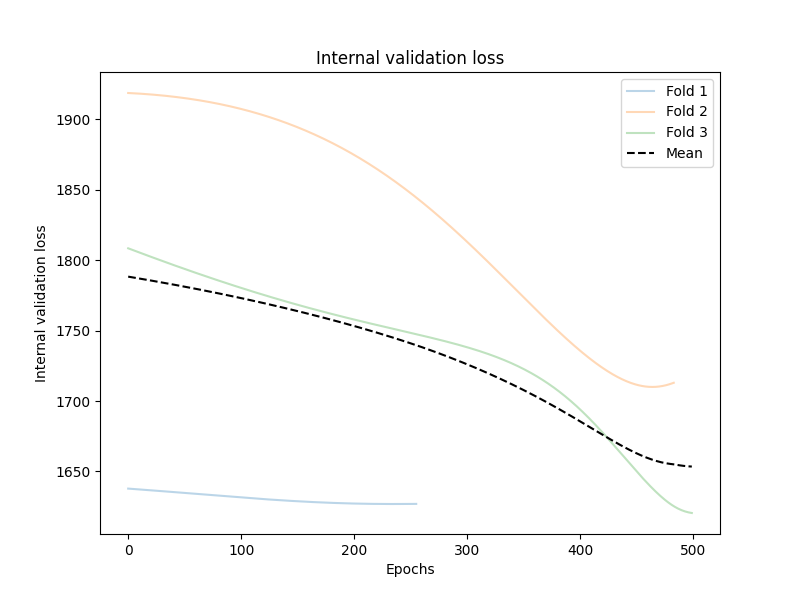 Internal validation loss
Fold 1
Fold 2
Fold 3
Mean
Internal validation loss
1900
1850
1800
1750
1700
1650
0 100 200 300 400 500
Epochs